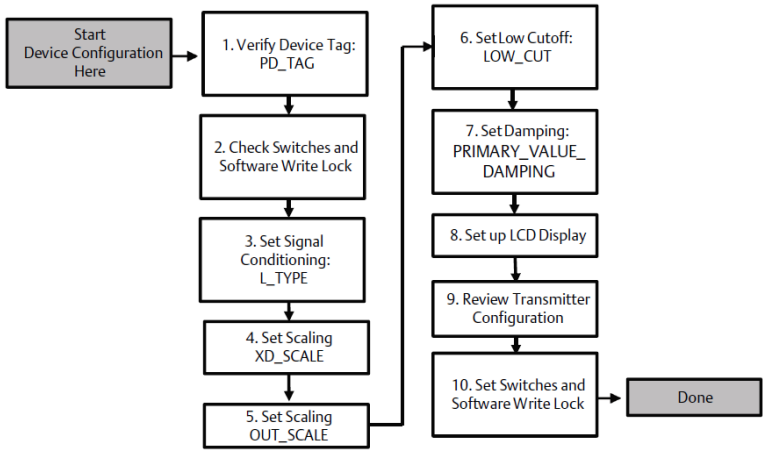 Start
Device Configuration
Here
1. Verify Device Tag:
PD_TAG
2. Check Switches and
Software Write Lock
3. Set Signal
Conditioning:
L_TYPE
4. Set Scaling
XD_SCALE
5. Set Scaling
OUT_SCALE
6. Set Low Cutoff:
LOW_CUT
7. Set Damping:
PRIMARY_VALUE_
DAMPING
8. Set up LCD Display
9. Review Transmitter
Configuration
10. Set Switches and
Software Write Lock
Done